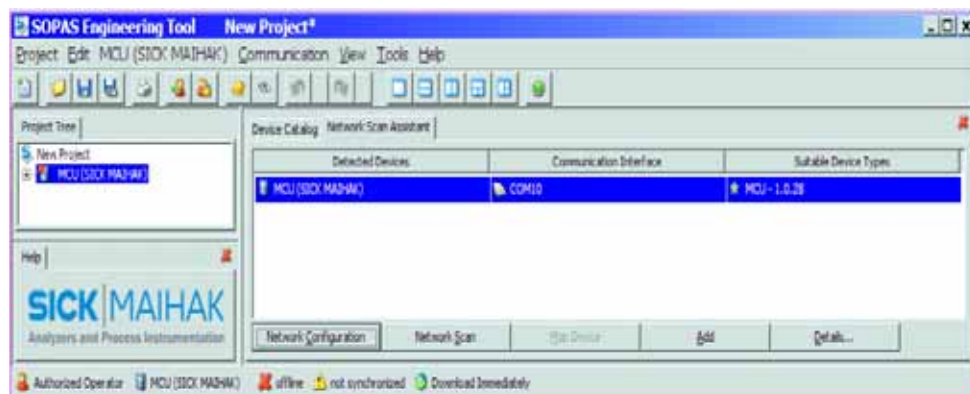 SOPAS Engineering Tool New Project*
Project Edit MCU (SICK MAIHAK) Communication View Tools Help
Project Tree
Device Catalog Network Scan Assistant
New Project
MCU (SICK MAIHAK)
Detected Devices Communication Interface Suitable Device Types
MCU (SICK MAIHAK) COM10 MCU - 1.0.28
Help
SICK MAIHAK
Analyzers and Process Instrumentation
Network Configuration Network Scan Map Device Add Details...
Authorized Operator MCU (SICK MAIHAK) offline not synchronized Download Immediately